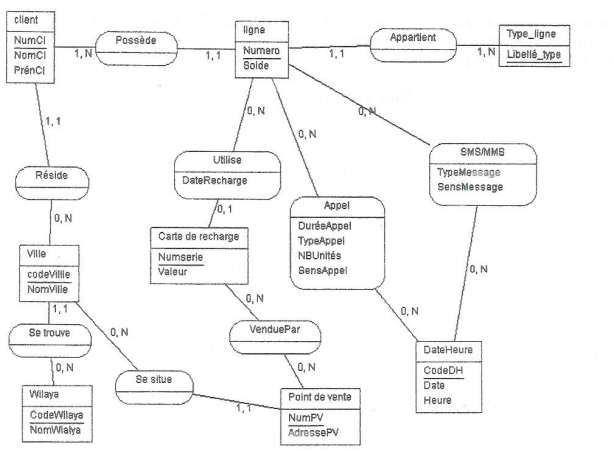 client
NumCl
NomCl
PrénCl
Possède
1, N
1, 1
ligne
Numero
Solde
1, 1
Appartient
1, N
Type_ligne
Libellé_type
1, 1
0, N
0, N
0, N
Réside
Utilise
DateRecharge
SMS/MMS
TypeMessage
SensMessage
0, N
0, 1
Appel
DuréeAppel
TypeAppel
NBUnités
SensAppel
Ville
codeVillle
NomVille
Carte de recharge
Numserie
Valeur
0, N
1, 1
0, N
0, N
0, N
Se trouve
VenduePar
0, N
0, N
DateHeure
CodeDH
Date
Heure
Se situe
1, 1
Wilaya
CodeWilaya
NomWialya
Point de vente
NumPV
AdressePV